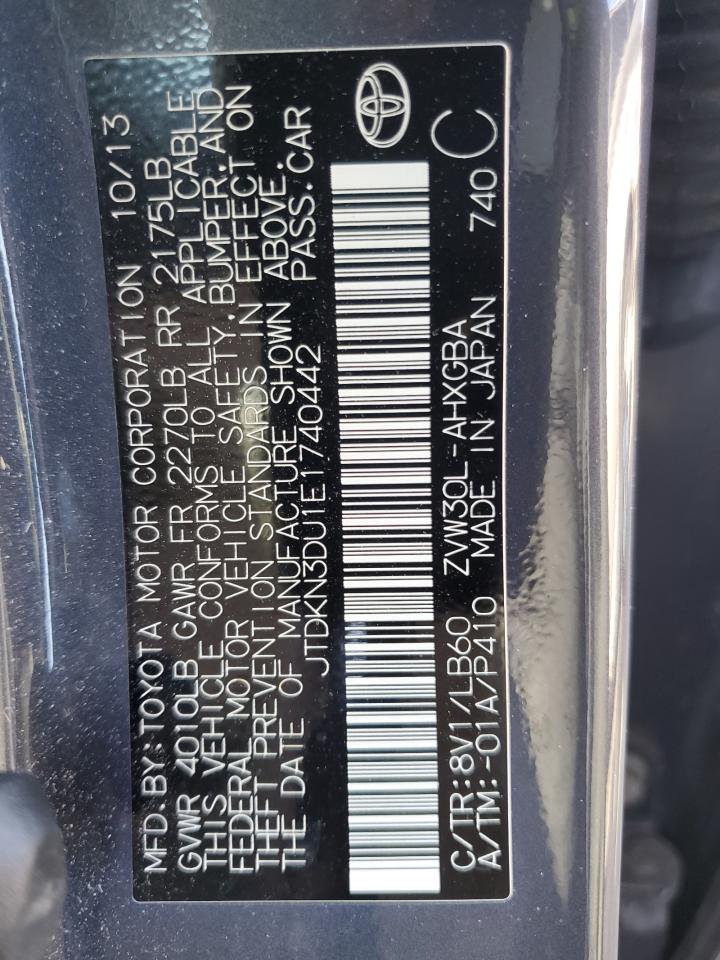 MFD.BY:TOYOTA MOTOR CORPORATION 10/13
GVWR 4010LB GAWR FR 2270LB RR 2175LB
THIS VEHICLE CONFORMS TO ALL APPLICABLE
FEDERAL MOTOR VEHICLE SAFETY,BUMPER,AND
THEFT PREVENTION STANDARDS IN EFFECT ON
THE DATE OF MANUFACTURE SHOWN ABOVE.
JTDKN3DU1E1740442 PASS.CAR
C/TR:8V1/LB60 ZVW30L-AHXGBA
A/TM:-01A/P410 MADE IN JAPAN 740 C